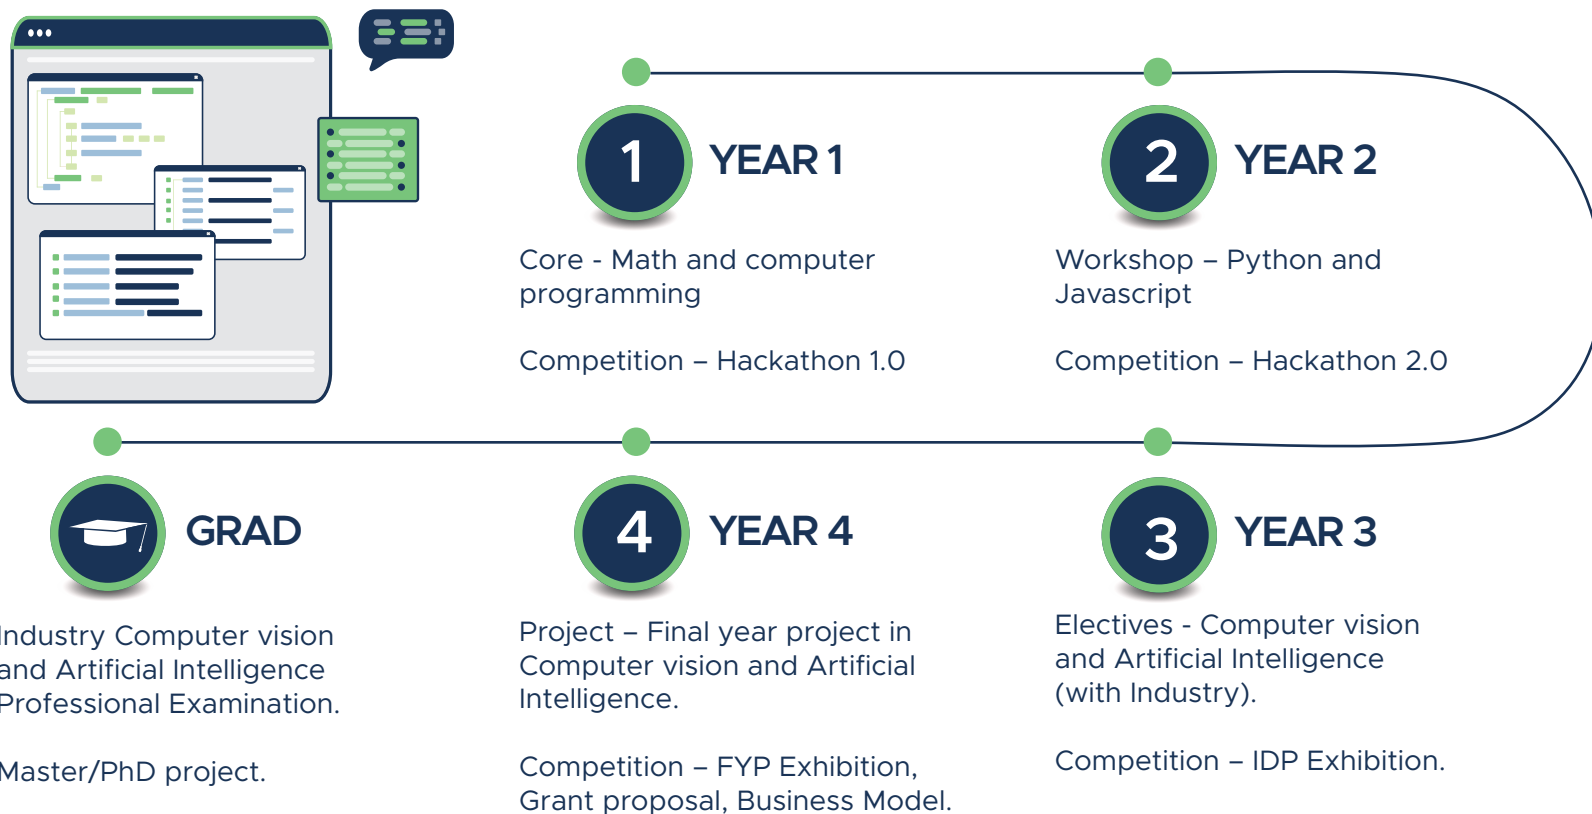 1
YEAR 1
Core - Math and computer
programming
Competition – Hackathon 1.0
2
YEAR 2
Workshop – Python and
Javascript
Competition – Hackathon 2.0
3
YEAR 3
Electives - Computer vision
and Artificial Intelligence
(with Industry).
Competition – IDP Exhibition.
4
YEAR 4
Project – Final year project in
Computer vision and Artificial
Intelligence.
Competition – FYP Exhibition,
Grant proposal, Business Model.
GRAD
Industry Computer vision
and Artificial Intelligence
Professional Examination.
Master/PhD project.